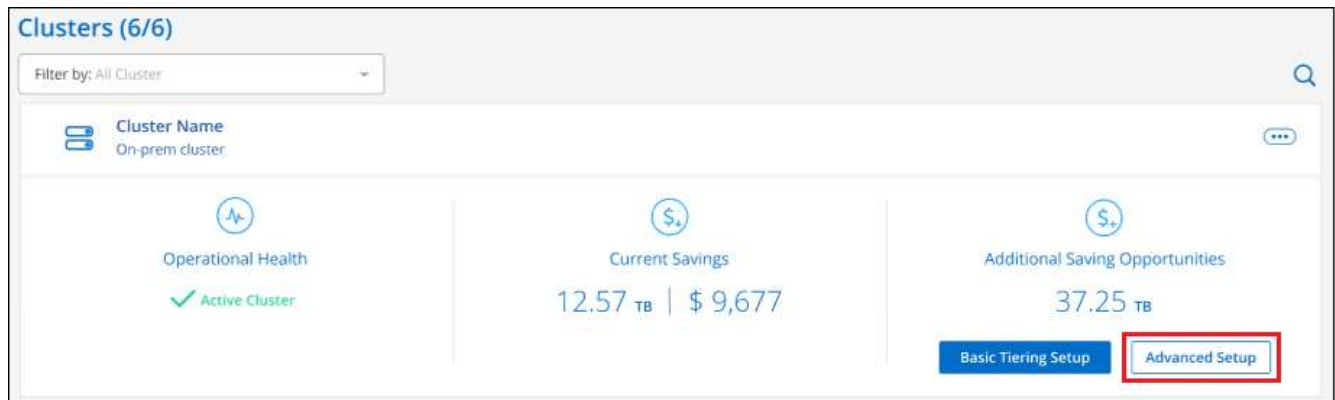 Clusters (6/6)
Filter by: All Cluster
Cluster Name
On-prem cluster
Operational Health
Active Cluster
Current Savings
12.57 TB | $ 9,677
Additional Saving Opportunities
37.25 TB
Basic Tiering Setup
Advanced Setup